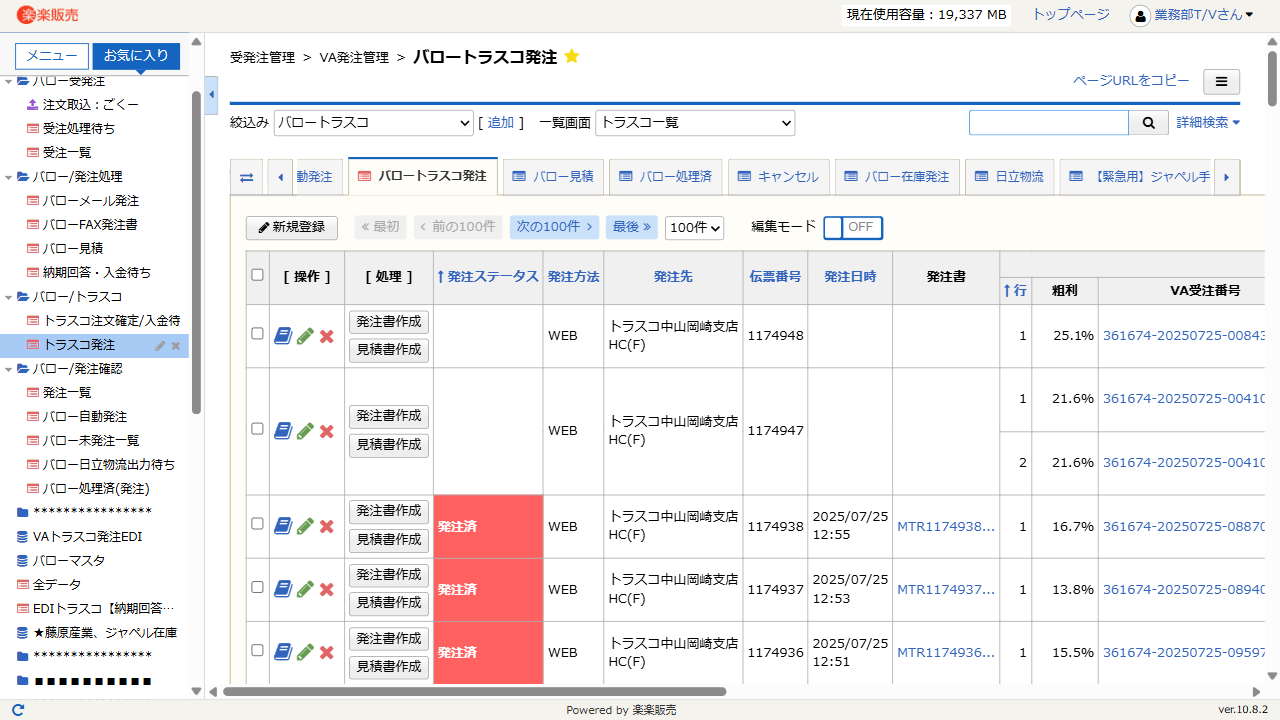 楽楽販売
現在使用容量：19,337 MB
トップページ
業務部T/Vさん
メニュー
お気に入り
バロー受発注
注文取込：ごくー
受注処理待ち
受注一覧
バロー/発注処理
バローメール発注
バローFAX発注書
バロー見積
納期回答・入金待ち
バロー/トラスコ
トラスコ注文確定/入金待
トラスコ発注
バロー/発注確認
発注一覧
バロー自動発注
バロー未発注一覧
バロー日立物流出力待ち
バロー処理済(発注)
****************
VAトラスコ発注EDI
バローマスタ
全データ
EDIトラスコ【納期回答…
★藤原産業、ジャペル在庫
****************
■■■■■■■■■■
受発注管理 > VA発注管理 > バロートラスコ発注
ページURLをコピー
絞込み バロートラスコ [ 追加 ] 一覧画面 トラスコ一覧
詳細検索
動発注 バロートラスコ発注 バロー見積 バロー処理済 キャンセル バロー在庫発注 日立物流 【緊急用】ジャペル手
新規登録 « 最初 < 前の100件 次の100件 > 最後 » 100件 編集モード OFF
[ 操作 ] [ 処理 ] ↑発注ステータス 発注方法 発注先 伝票番号 発注日時 発注書
↑行 粗利 VA受注番号
発注書作成
見積書作成
WEB
トラスコ中山岡崎支店
HC(F)
1174948
1 25.1% 361674-20250725-00843
発注書作成
見積書作成
WEB
トラスコ中山岡崎支店
HC(F)
1174947
1 21.6% 361674-20250725-00410
2 21.6% 361674-20250725-00410
発注書作成
見積書作成
発注済
WEB
トラスコ中山岡崎支店
HC(F)
1174938
2025/07/25
12:55
MTR1174938...
1 16.7% 361674-20250725-08870
発注書作成
見積書作成
発注済
WEB
トラスコ中山岡崎支店
HC(F)
1174937
2025/07/25
12:53
MTR1174937...
1 13.8% 361674-20250725-08940
発注書作成
見積書作成
発注済
WEB
トラスコ中山岡崎支店
HC(F)
1174936
2025/07/25
12:51
MTR1174936...
1 15.5% 361674-20250725-09597
Powered by 楽楽販売
ver.10.8.2